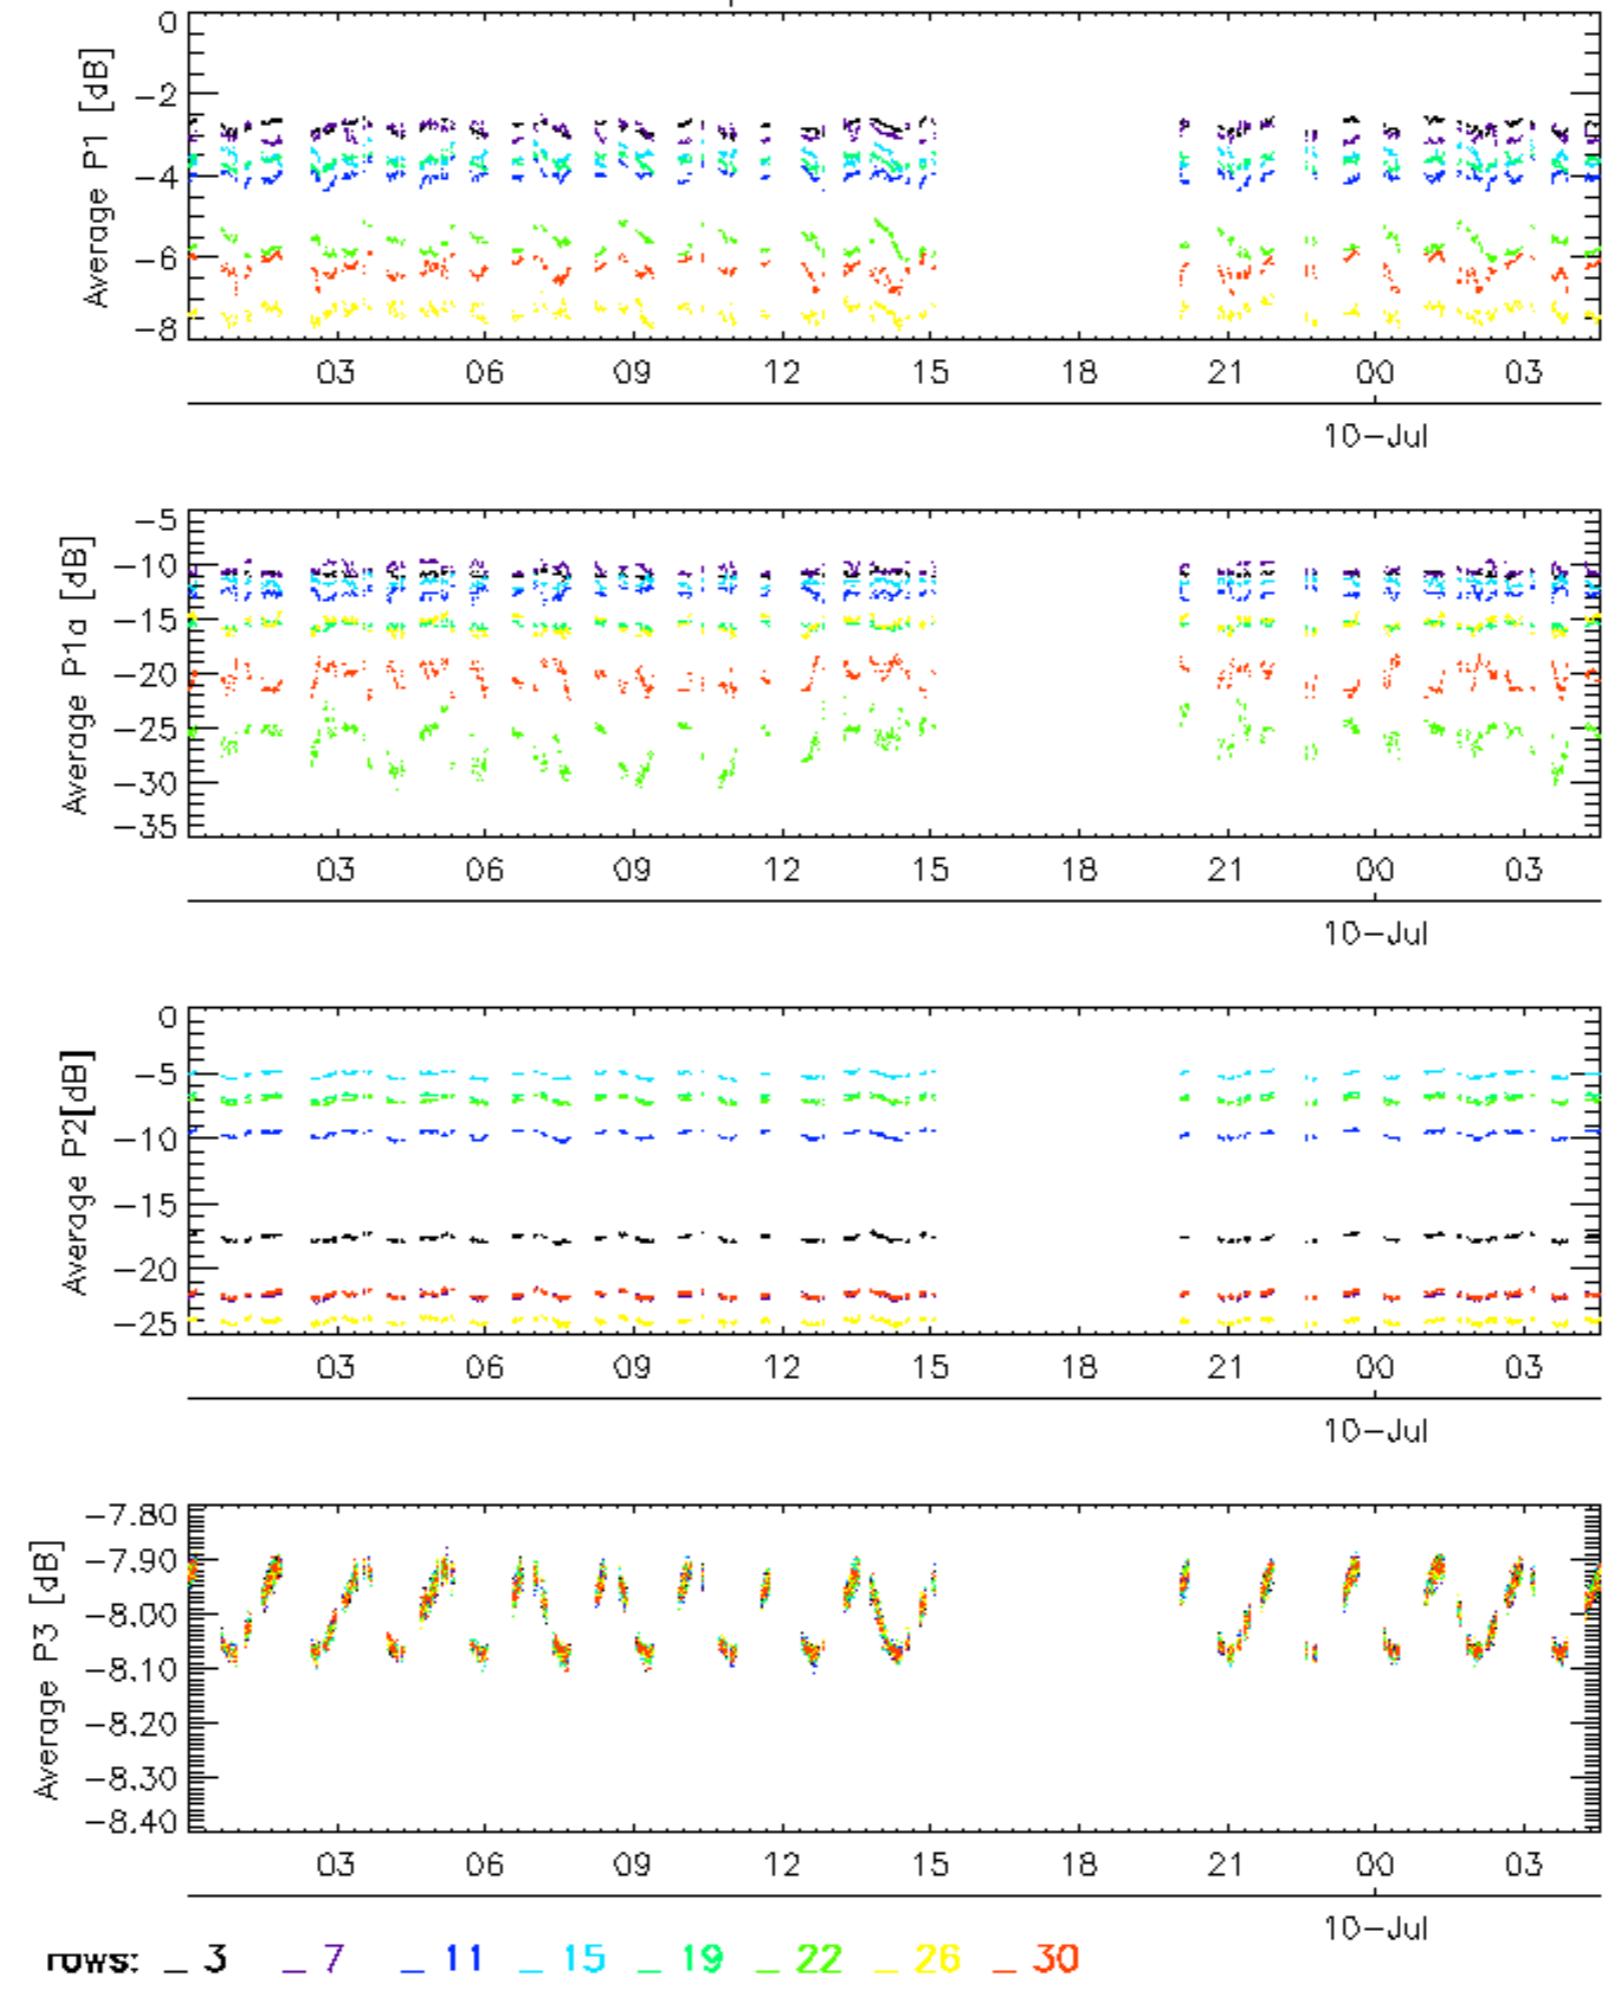 Average P1 [dB]
0
−2
−4
−6
−8
03 06 09 12 15 18 21 00 03
10−Jul
Average P1a [dB]
−5
−10
−15
−20
−25
−30
−35
03 06 09 12 15 18 21 00 03
10−Jul
Average P2[dB]
0
−5
−10
−15
−20
−25
03 06 09 12 15 18 21 00 03
10−Jul
Average P3 [dB]
−7.80
−7.90
−8.00
−8.10
−8.20
−8.30
−8.40
03 06 09 12 15 18 21 00 03
10−Jul
rows: _ 3 _ 7 _ 11 _ 15 _ 19 _ 22 _ 26 _ 30